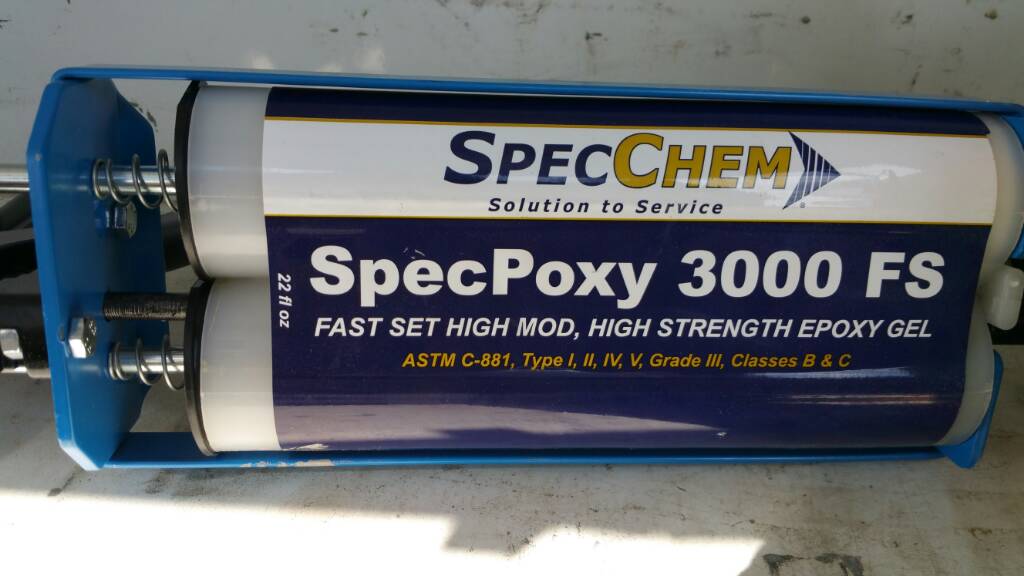 SPECCHEM
Solution to Service
SpecPoxy 3000 FS
FAST SET HIGH MOD, HIGH STRENGTH EPOXY GEL
ASTM C-881, Type I, II, IV, V, Grade III, Classes B & C
22 fl oz